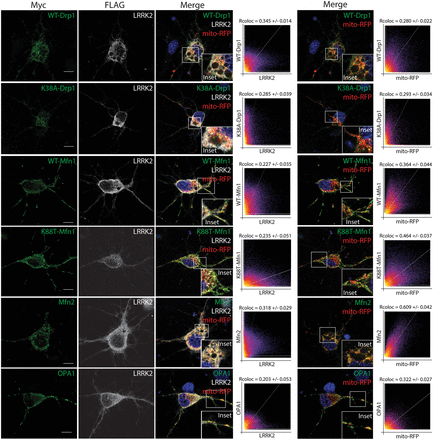 Myc FLAG Merge Merge
WT-Drp1 LRRK2 WT-Drp1 LRRK2 mito-RFP Inset Rcoloc = 0.345 +/- 0.014 WT-Drp1 LRRK2 WT-Drp1 mito-RFP Inset Rcoloc = 0.280 +/- 0.022 WT-Drp1 mito-RFP
K38A-Drp1 LRRK2 K38A-Drp1 LRRK2 mito-RFP Inset Rcoloc = 0.285 +/- 0.039 K38A-Drp1 LRRK2 K38A-Drp1 mito-RFP Inset Rcoloc = 0.293 +/- 0.034 K38A-Drp1 mito-RFP
WT-Mfn1 LRRK2 WT-Mfn1 LRRK2 mito-RFP Inset Rcoloc = 0.227 +/- 0.035 WT-Mfn1 LRRK2 WT-Mfn1 mito-RFP Inset Rcoloc = 0.364 +/- 0.044 WT-Mfn1 mito-RFP
K88T-Mfn1 LRRK2 K88T-Mfn1 LRRK2 mito-RFP Inset Rcoloc = 0.235 +/- 0.051 K88T-Mfn1 LRRK2 K88T-Mfn1 mito-RFP Inset Rcoloc = 0.464 +/- 0.037 K88T-Mfn1 mito-RFP
Mfn2 LRRK2 LRRK2 mito-RFP Inset Rcoloc = 0.318 +/- 0.029 Mfn2 LRRK2 Mfn2 mito-RFP Inset Rcoloc = 0.609 +/- 0.042 Mfn2 mito-RFP
OPA1 LRRK2 OPA1 LRRK2 mito-RFP Inset Rcoloc = 0.203 +/- 0.053 OPA1 LRRK2 OPA1 mito-RFP Inset Rcoloc = 0.322 +/- 0.027 OPA1 mito-RFP